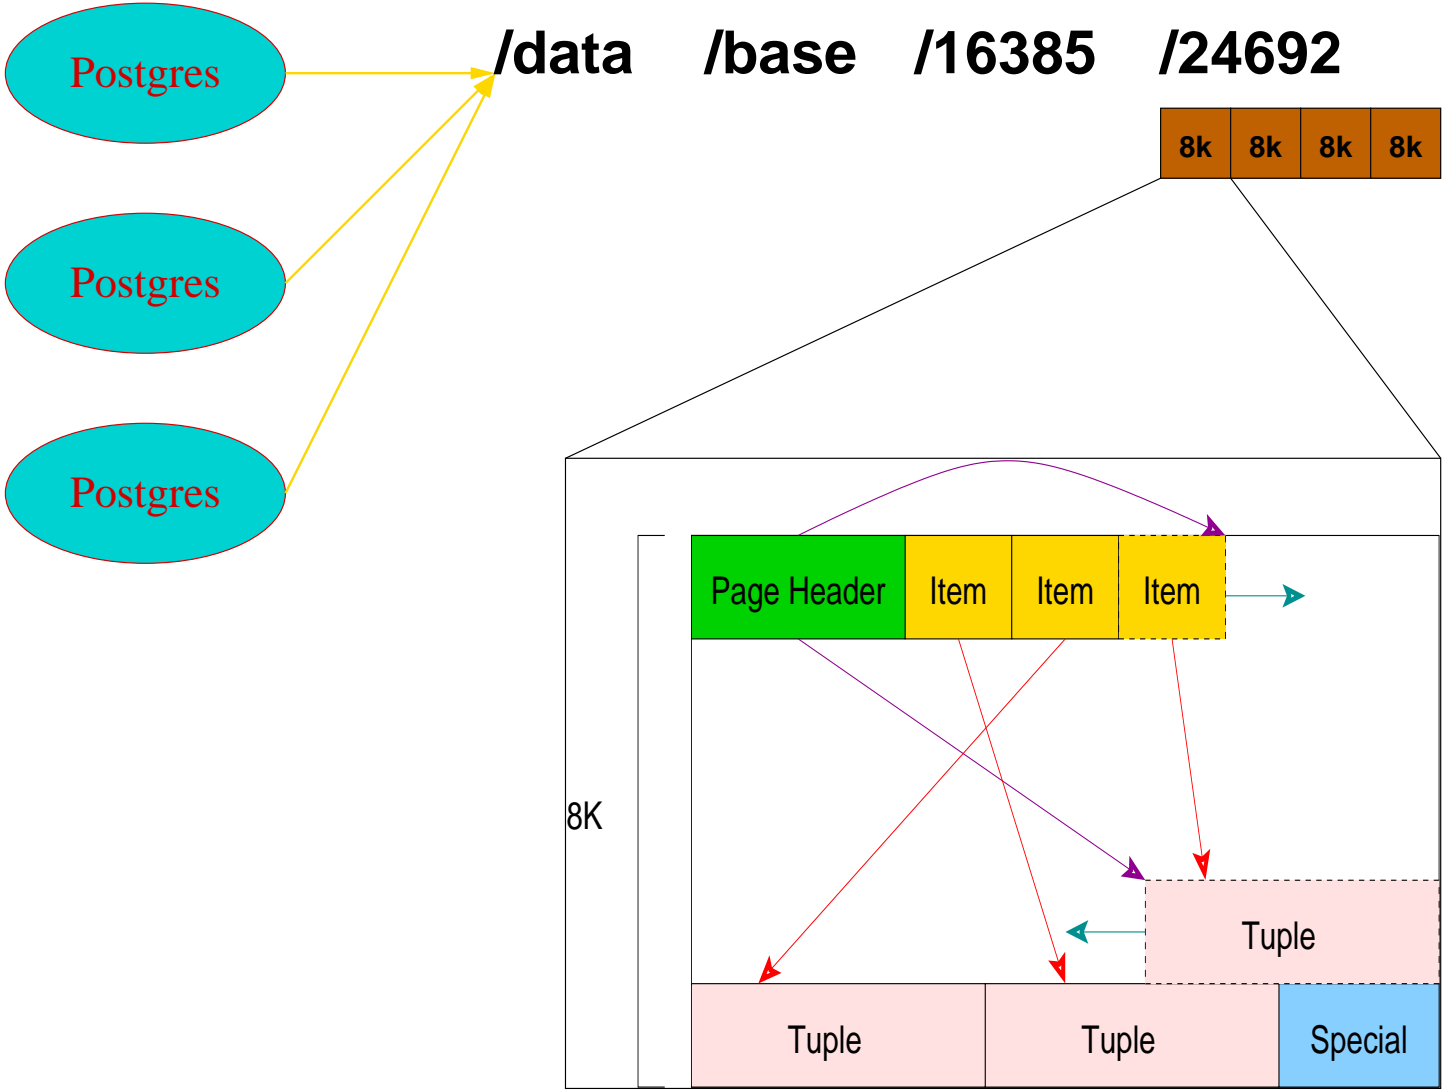 Postgres
/data /base /16385 /24692
8k 8k 8k 8k
Postgres
Postgres
Page Header Item Item Item
8K
Tuple
Tuple Tuple Special